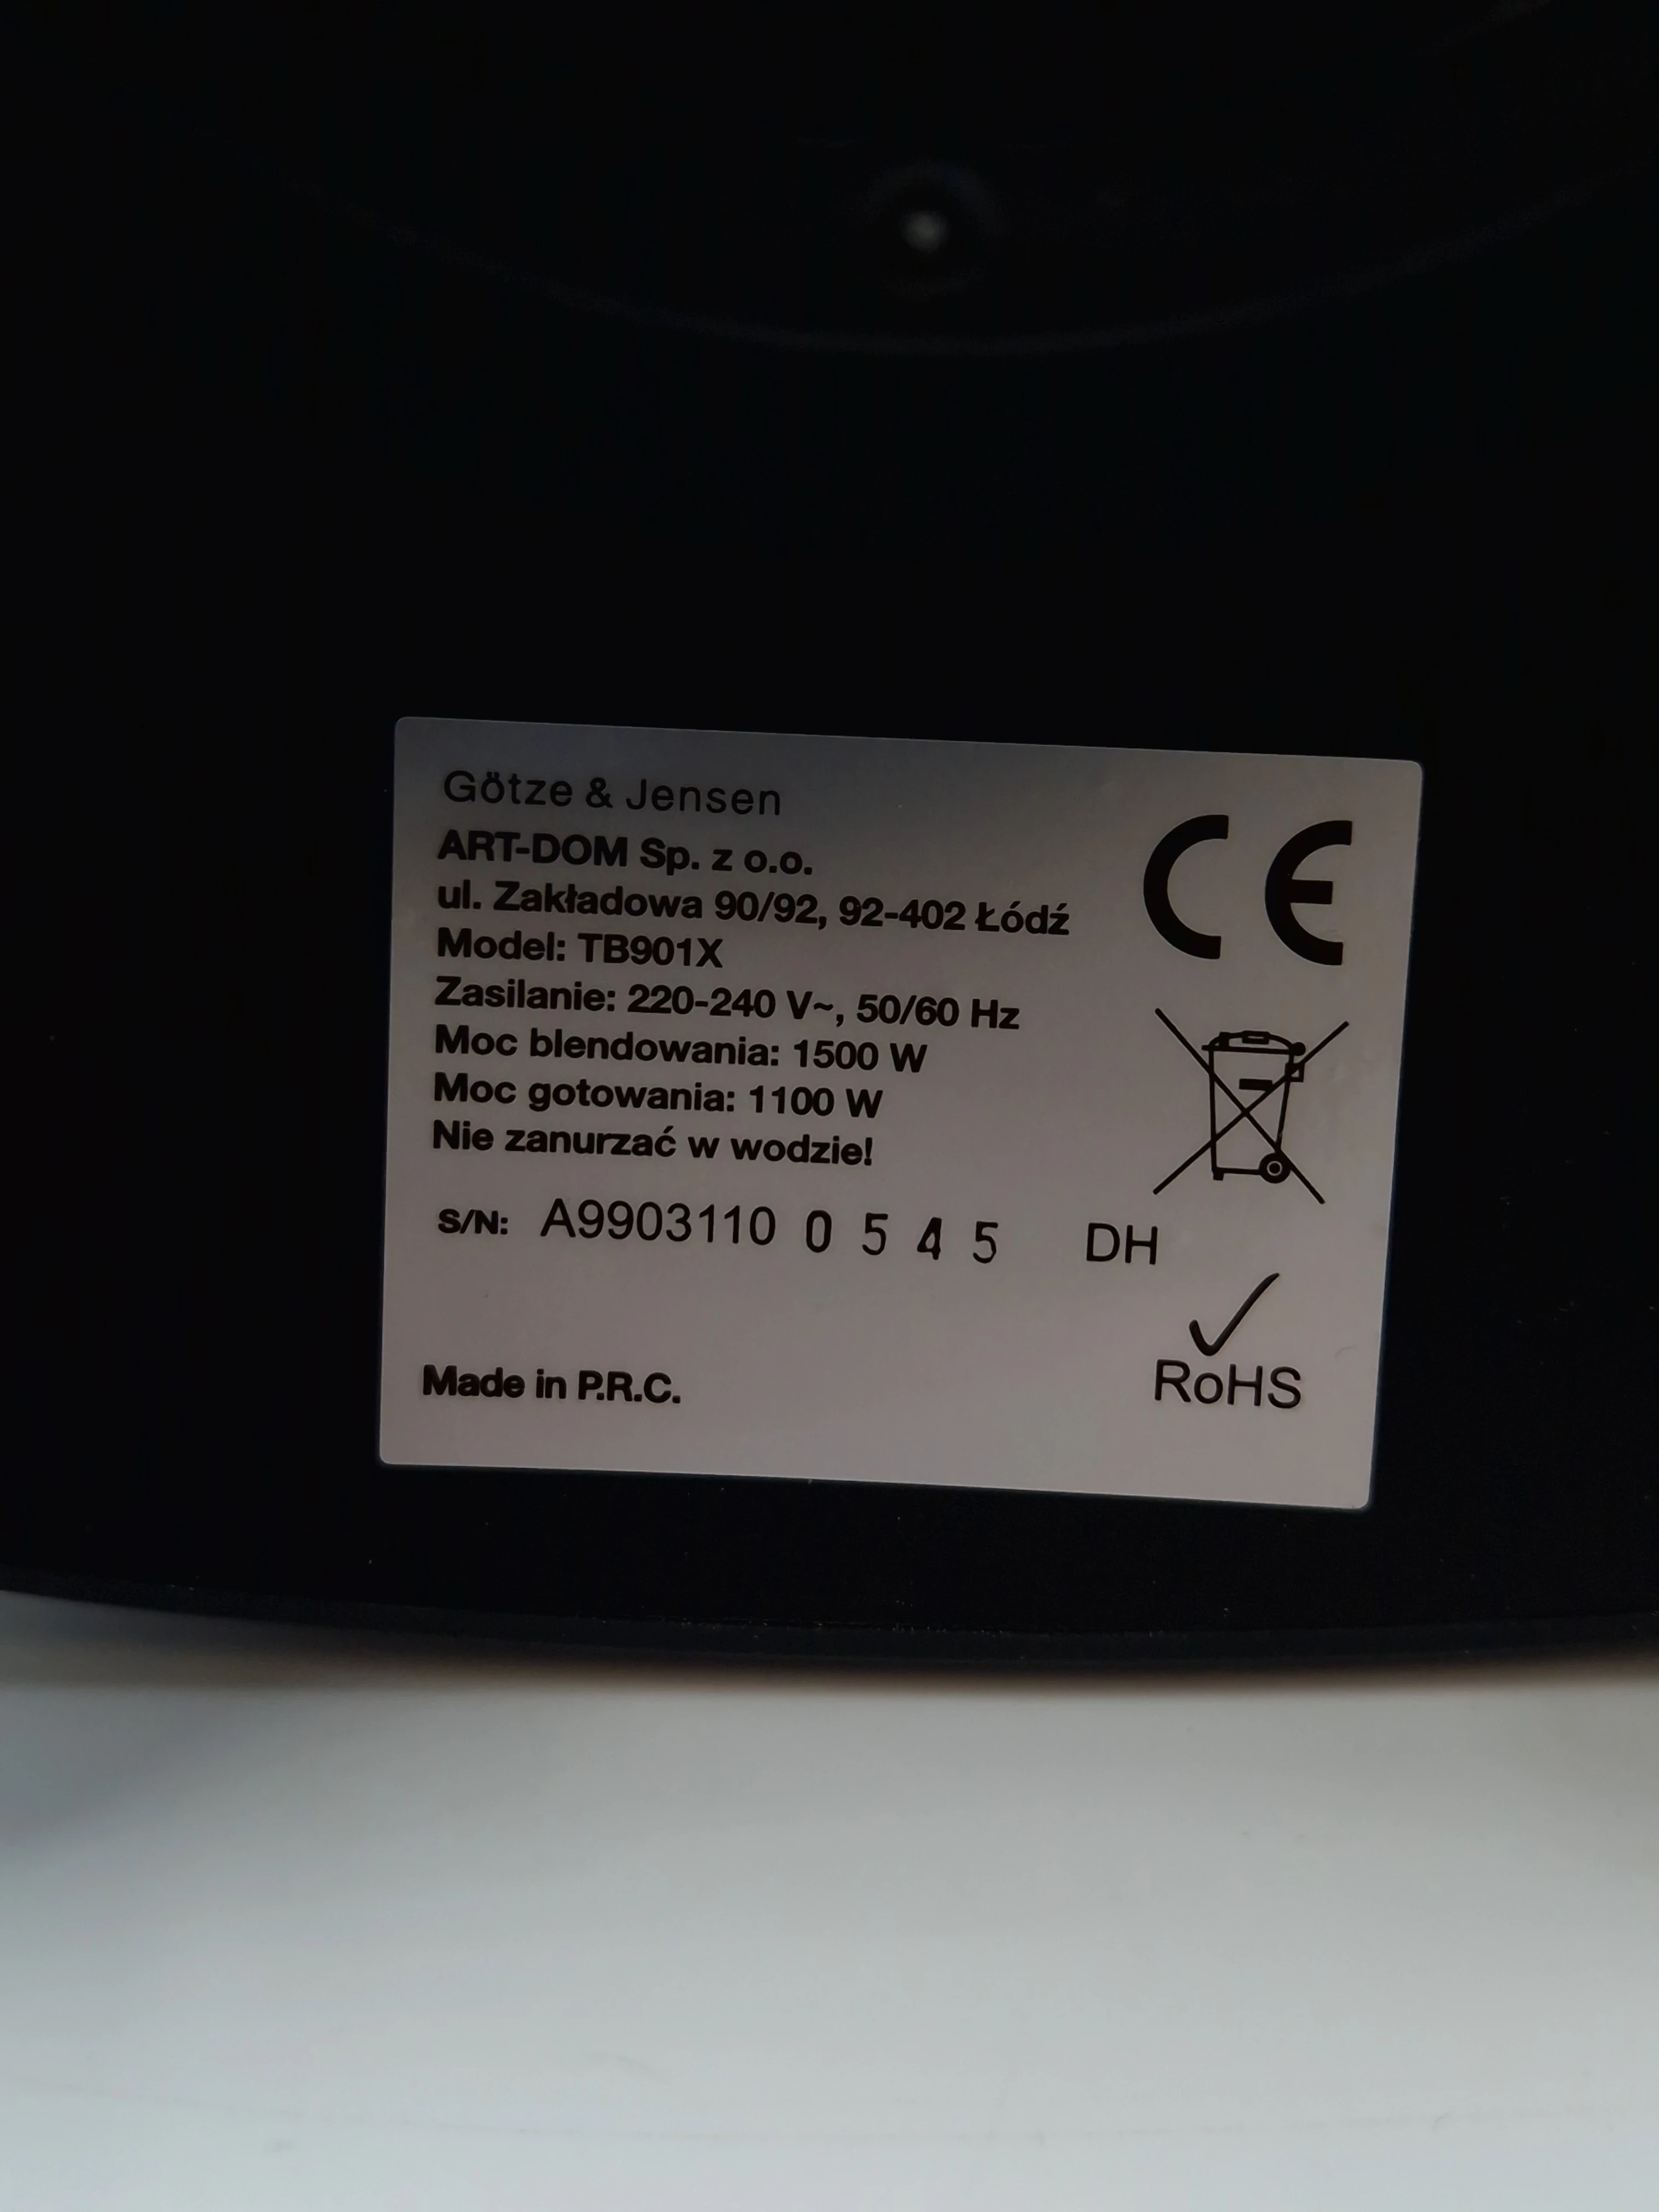 Götze & Jensen
ART-DOM Sp. z o.o.
ul. Zakładowa 90/92, 92-402 Łódź
Model: TB901X
Zasilanie: 220-240 V~, 50/60 Hz
Moc blendowania: 1500 W
Moc gotowania: 1100 W
Nie zanurzać w wodzie!
S/N: A9903110 0 5 4 5 DH
Made in P.R.C.
CE
RoHS